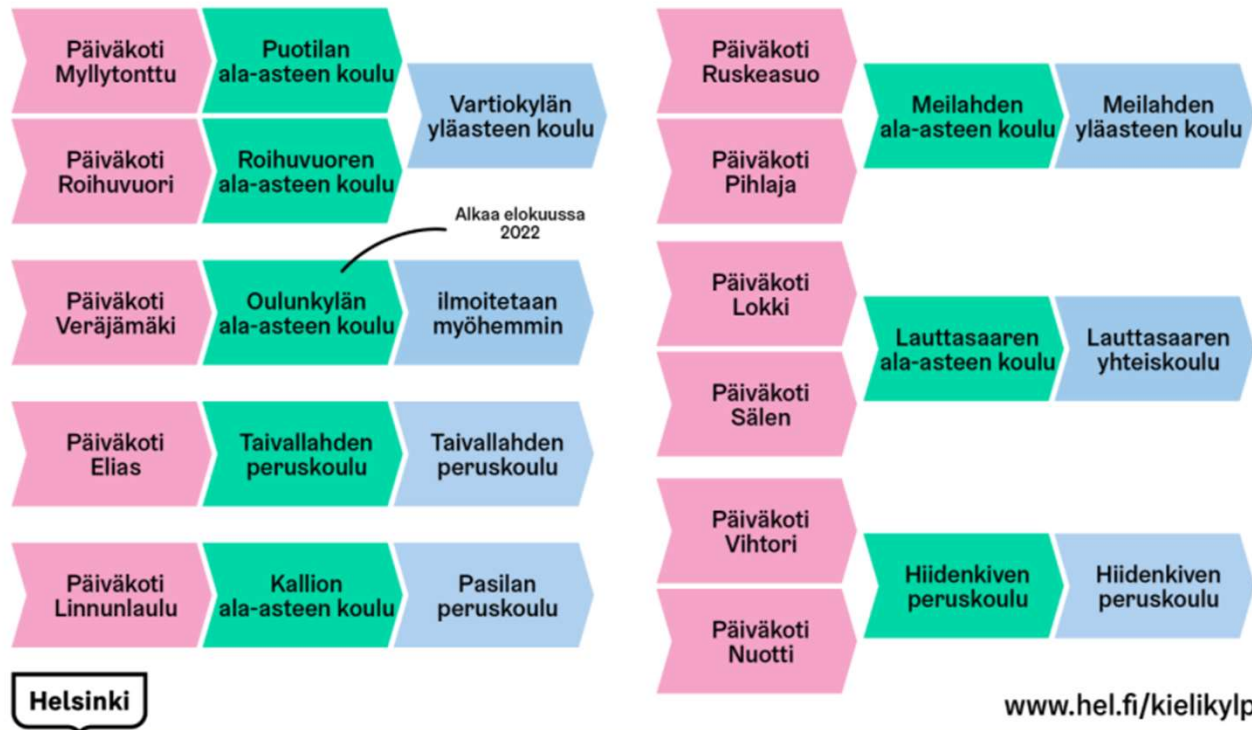 Päiväkoti
Myllytonttu
Puotilan
ala-asteen koulu
Päiväkoti
Roihuvuori
Roihuvuoren
ala-asteen koulu
Vartiokylän
yläasteen koulu
Alkaa elokuussa
2022
Päiväkoti
Veräjämäki
Oulunkylän
ala-asteen koulu
ilmoitetaan
myöhemmin
Päiväkoti
Elias
Taivallahden
peruskoulu
Taivallahden
peruskoulu
Päiväkoti
Linnunlaulu
Kallion
ala-asteen koulu
Pasilan
peruskoulu
Päiväkoti
Ruskeasuo
Päiväkoti
Pihlaja
Meilahden
ala-asteen koulu
Meilahden
yläasteen koulu
Päiväkoti
Lokki
Päiväkoti
Sälen
Lauttasaaren
ala-asteen koulu
Lauttasaaren
yhteiskoulu
Päiväkoti
Vihtori
Päiväkoti
Nuotti
Hiidenkiven
peruskoulu
Hiidenkiven
peruskoulu
Helsinki
www.hel.fi/kielikylp